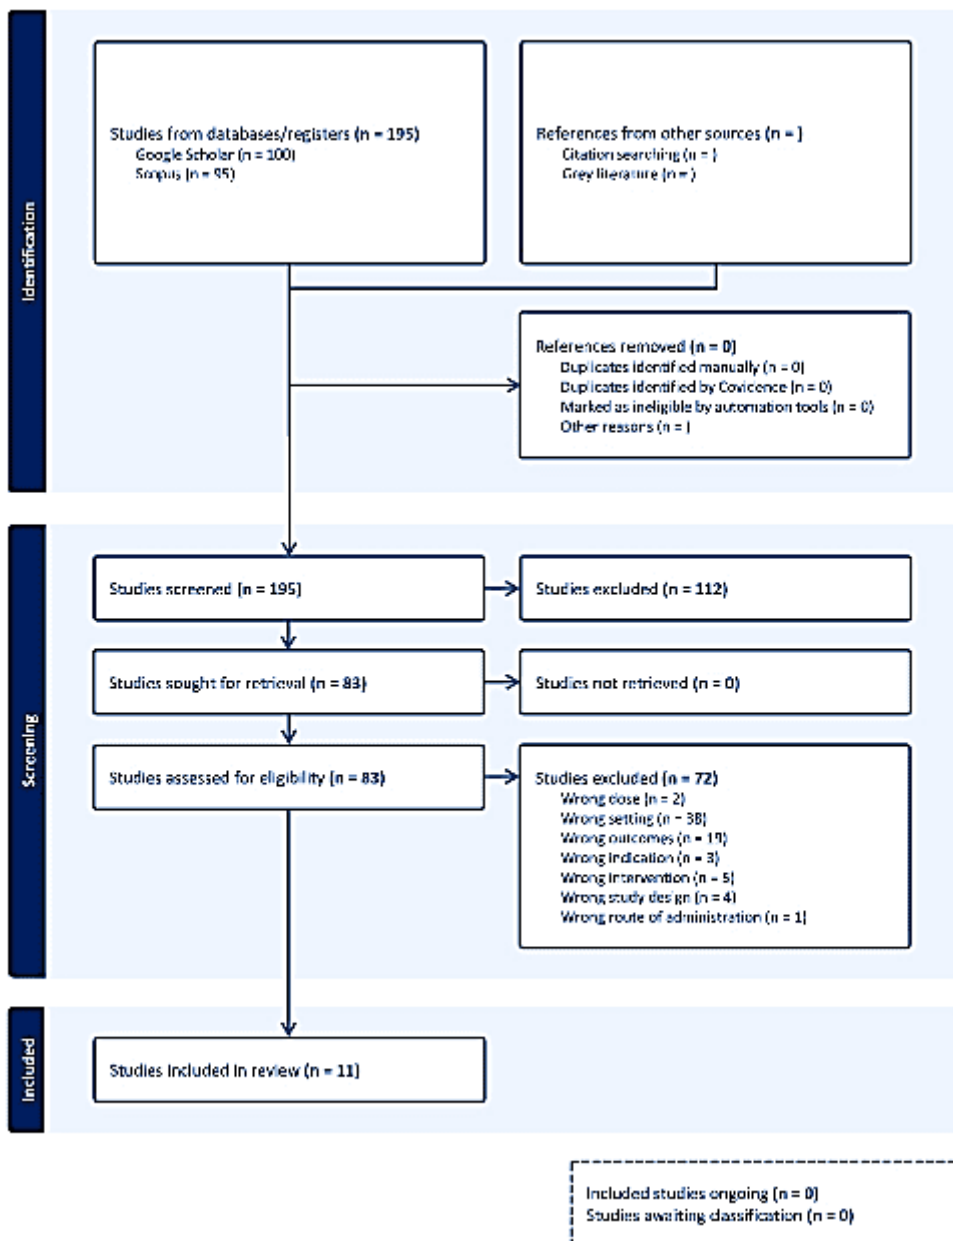 Identification
Studies from databases/registers (n = 195)
Google Scholar (n = 100)
Scopus (n = 95)
References from other sources (n = )
Citation searching (n = )
Grey literature (n = )
References removed (n = 0)
Duplicates identified manually (n = 0)
Duplicates identified by Covidence (n = 0)
Marked as ineligible by automation tools (n = 0)
Other reasons (n = )
Screening
Studies screened (n = 195)
Studies excluded (n = 112)
Studies sought for retrieval (n = 83)
Studies not retrieved (n = 0)
Studies assessed for eligibility (n = 83)
Studies excluded (n = 72)
Wrong dose (n = 2)
Wrong setting (n = 38)
Wrong outcomes (n = 19)
Wrong indication (n = 3)
Wrong intervention (n = 5)
Wrong study design (n = 4)
Wrong route of administration (n = 1)
Included
Studies included in review (n = 11)
Included studies ongoing (n = 0)
Studies awaiting classification (n = 0)